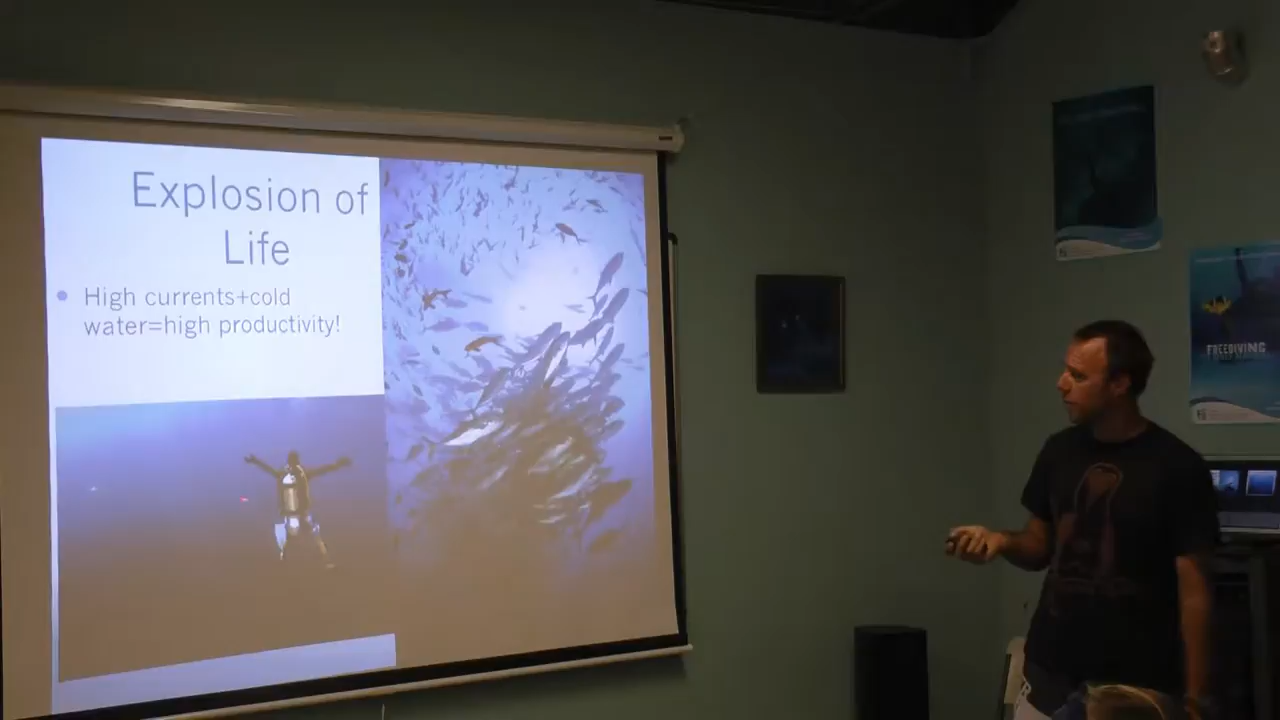 Explosion of
Life
High currents+cold
water=high productivity!
FREEDIVING